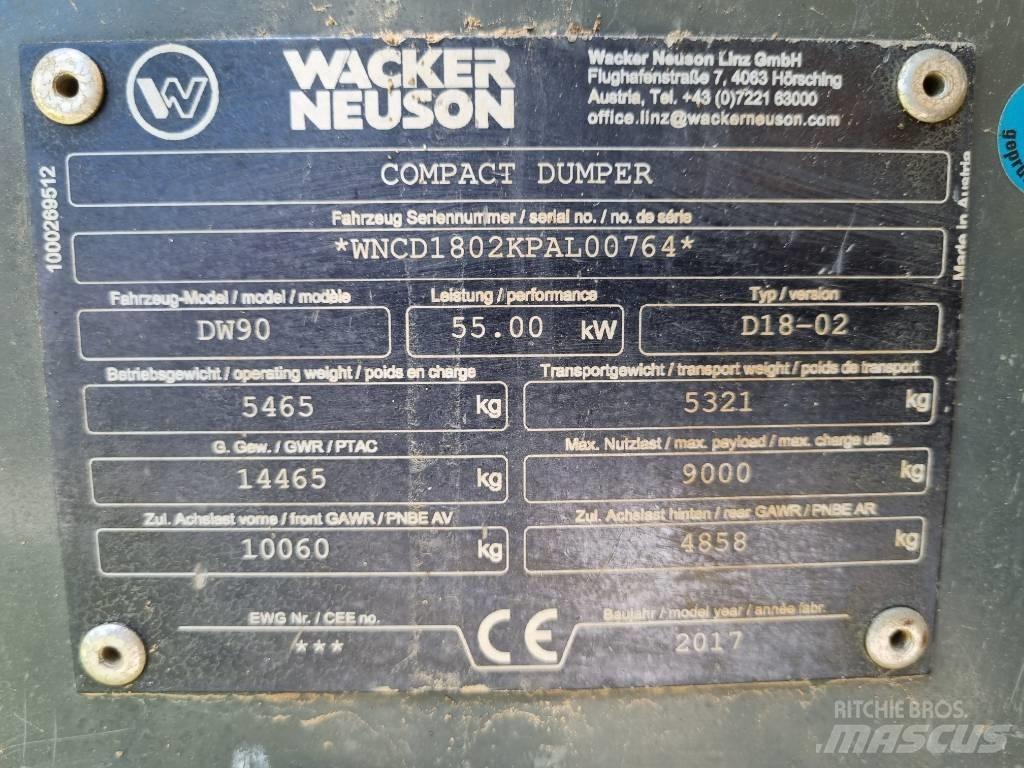 W
WACKER NEUSON
Wacker Neuson Linz GmbH
Flughafenstraße 7, 4063 Hörsching
Austria, Tel. +43 (0)7221 63000
office.linz@wackerneuson.com
1000269512
COMPACT DUMPER
Made in Austria
Fahrzeug Seriennummer / serial no. / no. de série
*WNCD1802KPAL00764*
Fahrzeug-Model / model / modèle Leistung / performance Typ / version
DW90 55.00 kW D18-02
Betriebsgewicht / operating weight / poids en charge Transportgewicht / transport weight / poids de transport
5465 kg 5321 kg
G. Gew. / GWR / PTAC Max. Nutzlast / max. payload / max. charge utile
14465 kg 9000 kg
Zul. Achslast vorne / front GAWR / PNBE AV Zul. Achslast hinten / rear GAWR / PNBE AR
10060 kg 4858 kg
EWG Nr. / CEE no. CE Baujahr / model year / année fabr.
/*** 2017
RITCHIE BROS.
MASCUS